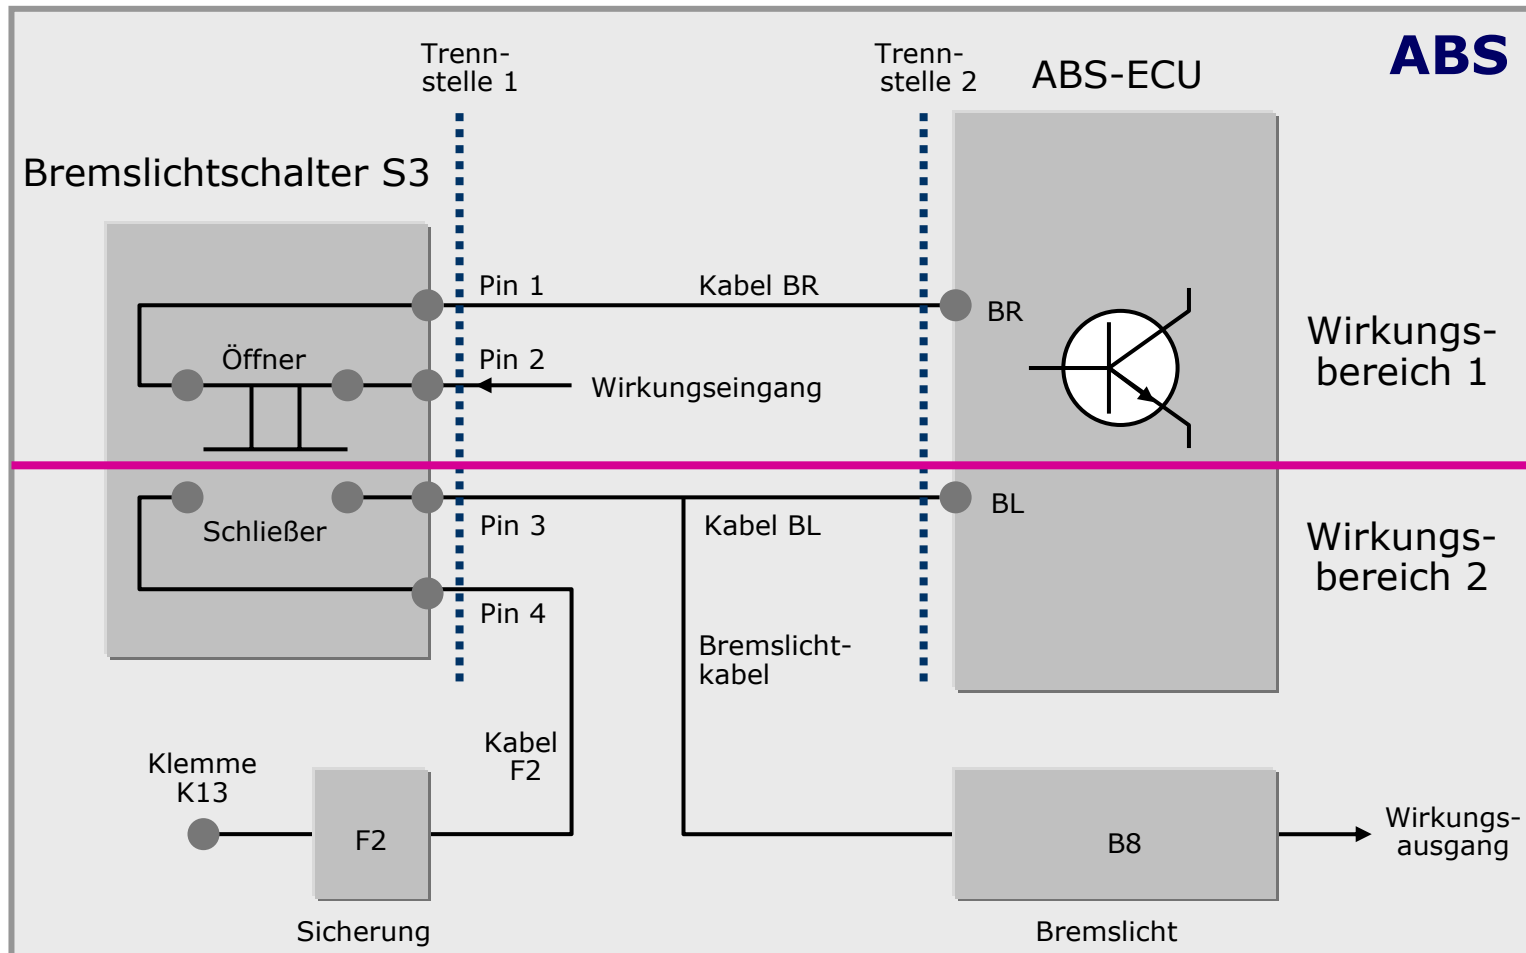 ABS
Trenn-
stelle 1
Trenn-
stelle 2
ABS-ECU
Bremslichtschalter S3
Pin 1
Kabel BR
BR
Öffner
Pin 2
Wirkungseingang
Wirkungs-
bereich 1
Schließer
Pin 3
Kabel BL
BL
Wirkungs-
bereich 2
Pin 4
Bremslicht-
kabel
Kabel
F2
Klemme
K13
F2
B8
Wirkungs-
ausgang
Sicherung
Bremslicht